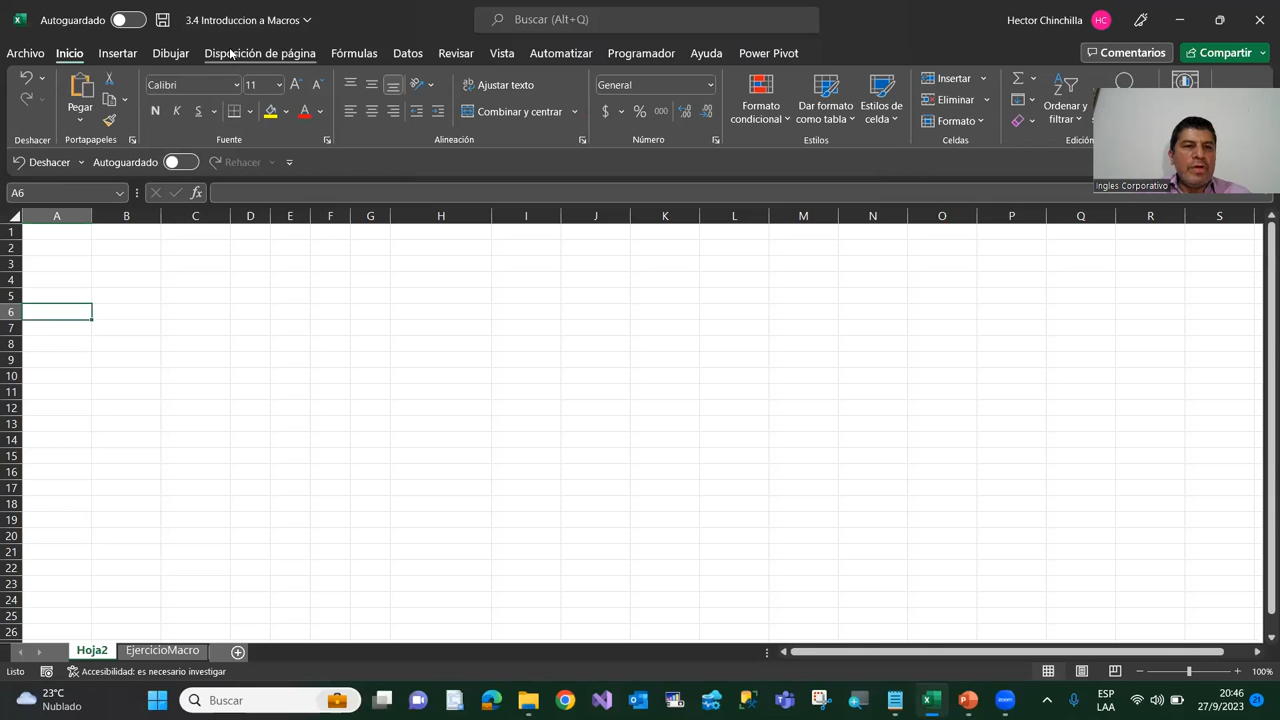 Autoguardado
3.4 Introduccion a Macros
Buscar (Alt+Q)
Hector Chinchilla
HC
Archivo Inicio Insertar Dibujar Disposición de página Fórmulas Datos Revisar Vista Automatizar Programador Ayuda Power Pivot
Comentarios
Compartir
Pegar
Portapapeles
Deshacer
Calibri 11
N K S
Fuente
Ajustar texto
Combinar y centrar
Alineación
General
$ % 000
Número
Formato condicional
Dar formato como tabla
Estilos de celda
Estilos
Insertar
Eliminar
Formato
Celdas
Ordenar y filtrar
Edición
Deshacer Autoguardado Rehacer
Ingles Corporativo
A6 fx
A B C D E F G H I J K L M N O P Q R S
1
2
3
4
5
6
7
8
9
10
11
12
13
14
15
16
17
18
19
20
21
22
23
24
25
26
Hoja2 EjercicioMacro
Listo Accesibilidad: es necesario investigar 100%
23°C
Nublado
Buscar
ESP
LAA
20:46
27/9/2023
21